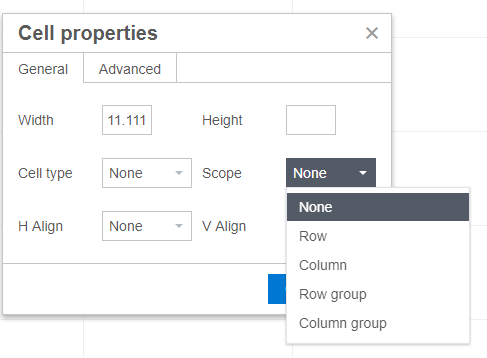 Cell properties ×
General Advanced
Width 11.111 Height
Cell type None Scope None
None
H Align None V Align
Row
Column
Row group
Column group